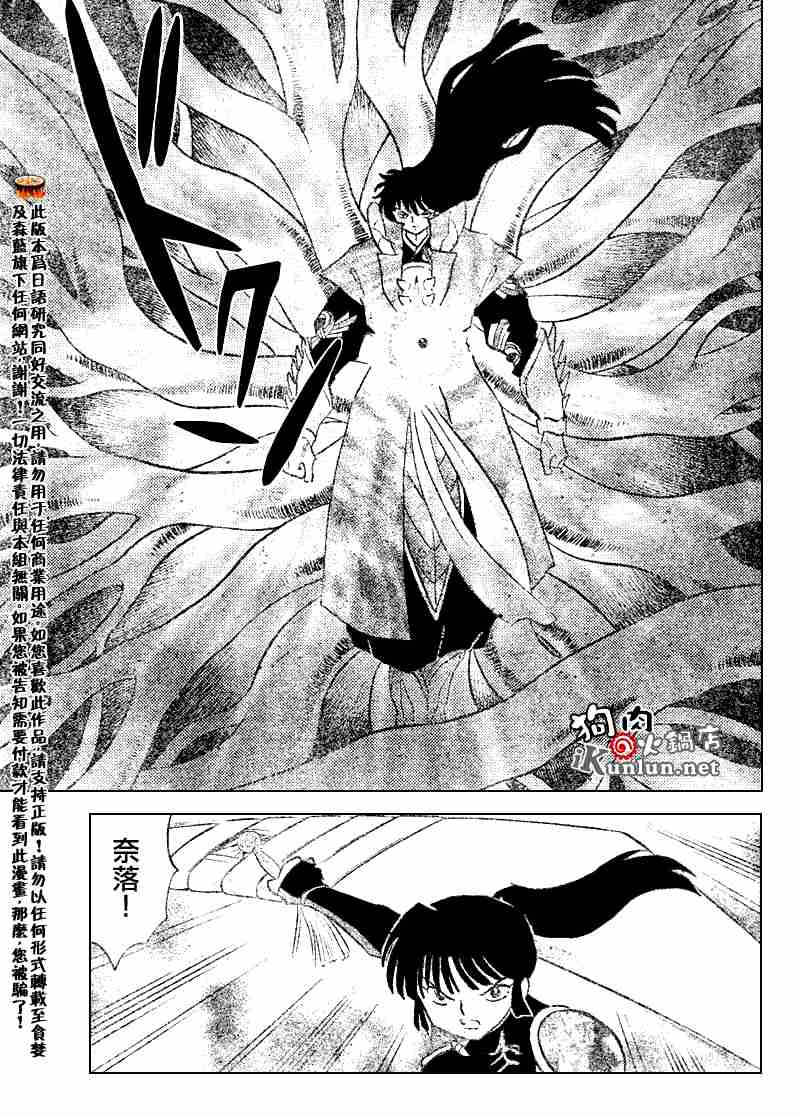 ドクン
奈落！
狗肉
火鍋店
iKunlun.net
此版本爲日語研究同好交流之用，請勿用于任何商業用途。如您喜歡此作品，請支持正版！請勿以任何形式轉載至貪婪
及森藍旗下任何網站，謝謝！一切法律責任與本組無關。如果您被告知需要付款才能看到此漫畫，那麽，您被騙了！